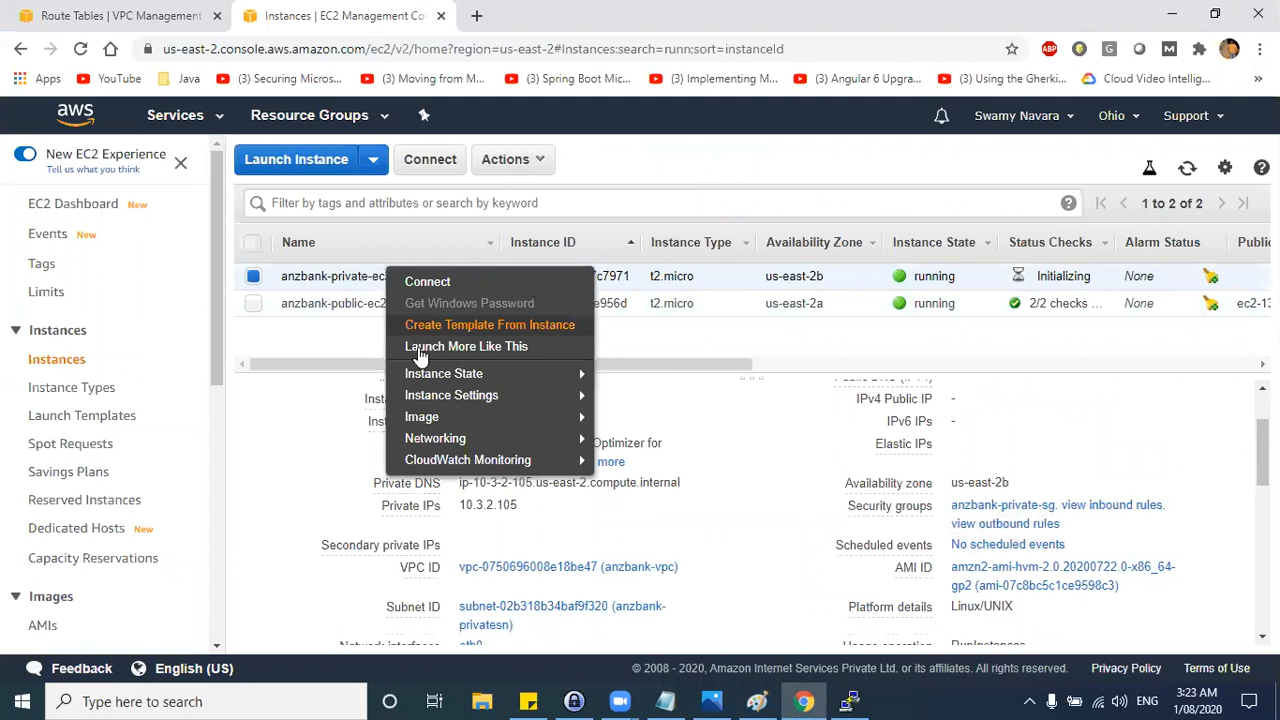 Route Tables | VPC Management
Instances | EC2 Management Co
us-east-2.console.aws.amazon.com/ec2/v2/home?region=us-east-2#Instances:search=runn;sort=instanceId
ABP G M
Apps YouTube Java (3) Securing Micros... (3) Moving from M... (3) Spring Boot Mic... (3) Implementing M... (3) Angular 6 Upgra... (3) Using the Gherki... Cloud Video Intellig... »
aws Services Resource Groups Swamy Navara Ohio Support
New EC2 Experience
Tell us what you think
Launch Instance Connect Actions
EC2 Dashboard New
Events New
Tags
Limits
Instances
Instances
Instance Types
Launch Templates
Spot Requests
Savings Plans
Reserved Instances
Dedicated Hosts New
Capacity Reservations
Images
AMIs
Filter by tags and attributes or search by keyword
1 to 2 of 2
Name Instance ID Instance Type Availability Zone Instance State Status Checks Alarm Status Public
anzbank-private-ec 7c7971 t2.micro us-east-2b running Initializing None
anzbank-public-ec2 e956d t2.micro us-east-2a running 2/2 checks ... None ec2-13
Connect
Get Windows Password
Create Template From Instance
Launch More Like This
Instance State
Instance Settings
Image
Networking
CloudWatch Monitoring
IPv4 Public IP -
IPv6 IPs -
Optimizer for Elastic IPs
more
Private DNS ip-10-3-2-105.us-east-2.compute.internal Availability zone us-east-2b
Private IPs 10.3.2.105 Security groups anzbank-private-sg. view inbound rules.
view outbound rules
Secondary private IPs Scheduled events No scheduled events
VPC ID vpc-0750696008e18be47 (anzbank-vpc) AMI ID amzn2-ami-hvm-2.0.20200722.0-x86_64-
gp2 (ami-07c8bc5c1ce9598c3)
Subnet ID subnet-02b318b34baf9f320 (anzbank- Platform details Linux/UNIX
privatesn)
Feedback English (US) © 2008 - 2020, Amazon Internet Services Private Ltd. or its affiliates. All rights reserved. Privacy Policy Terms of Use
Type here to search
3:23 AM
1/08/2020